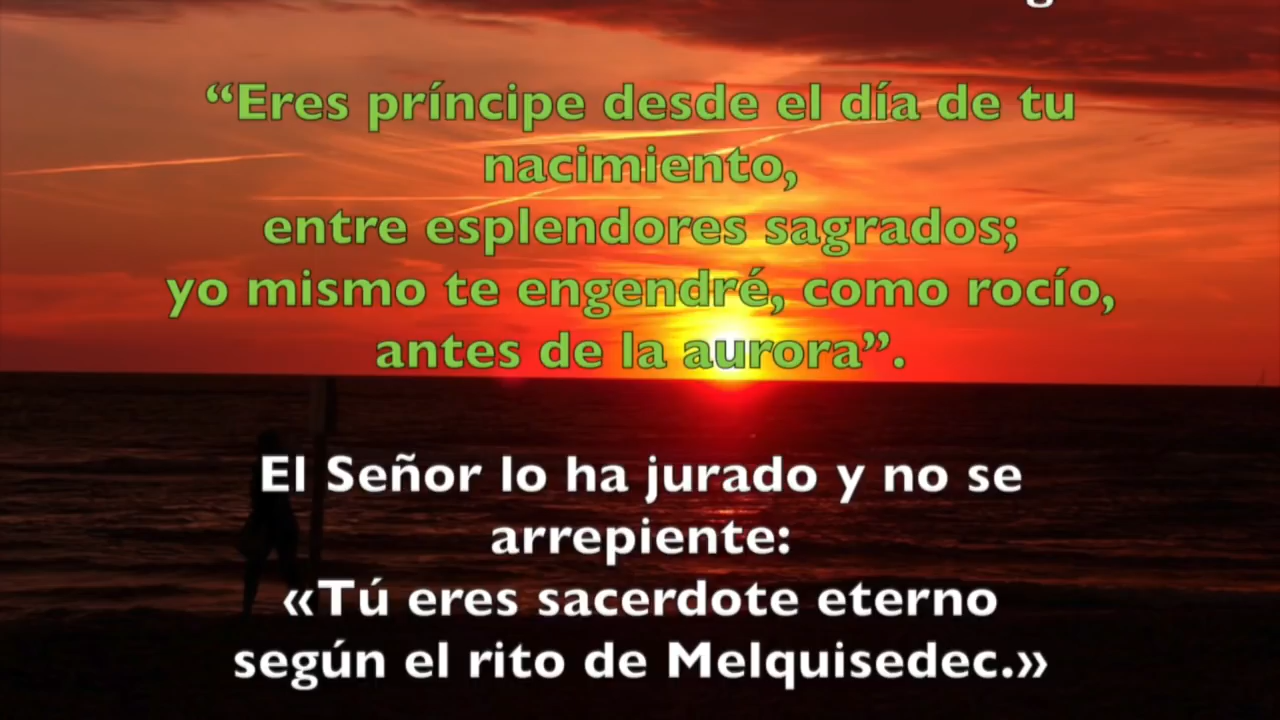 “Eres príncipe desde el día de tu
nacimiento,
entre esplendores sagrados;
yo mismo te engendré, como rocío,
antes de la aurora”.
El Señor lo ha jurado y no se
arrepiente:
«Tú eres sacerdote eterno
según el rito de Melquisedec.»